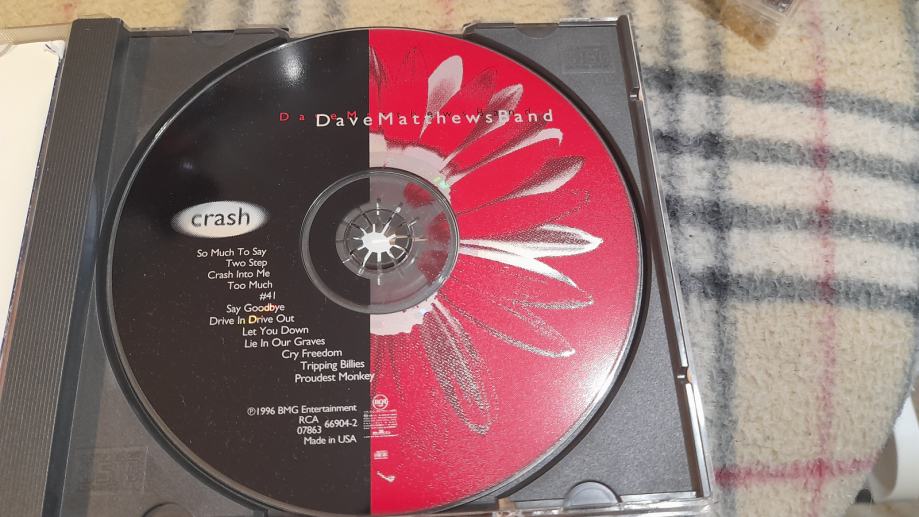 DaveMatthewsBand
crash
So Much To Say
Two Step
Crash Into Me
Too Much
#41
Say Goodbye
Drive In Drive Out
Let You Down
Lie In Our Graves
Cry Freedom
Tripping Billies
Proudest Monkey
℗1996 BMG Entertainment
RCA
07863 66904-2
Made in USA